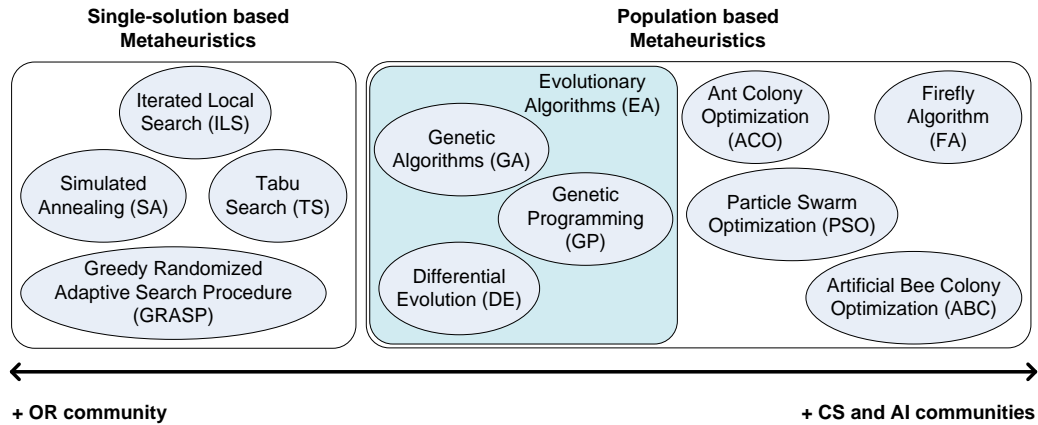 Single-solution based
Metaheuristics
Population based
Metaheuristics
Iterated Local
Search (ILS)
Simulated
Annealing (SA)
Tabu
Search (TS)
Greedy Randomized
Adaptive Search Procedure
(GRASP)
Evolutionary
Algorithms (EA)
Genetic
Algorithms (GA)
Genetic
Programming
(GP)
Differential
Evolution (DE)
Ant Colony
Optimization
(ACO)
Firefly
Algorithm
(FA)
Particle Swarm
Optimization (PSO)
Artificial Bee Colony
Optimization (ABC)
+ OR community
+ CS and AI communities